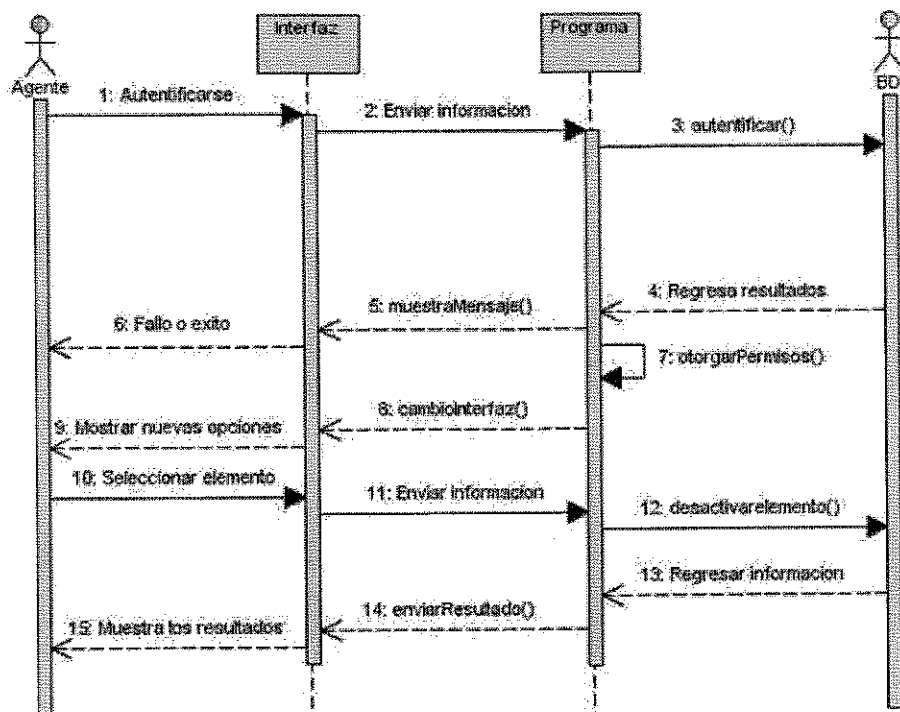 Interfaz
Programa
Agente
BD
1: Autentificarse
2: Enviar informacion
3: autentificar()
4: Regresa resultados
5: muestraMensaje()
6: Fallo o exito
7: otorgarPermisos()
8: cambioInterfaz()
9: Mostrar nuevas opciones
10: Seleccionar elemento
11: Enviar informacion
12: desactivarelemento()
13: Regresar informacion
14: enviarResultado()
15: Muestra los resultados